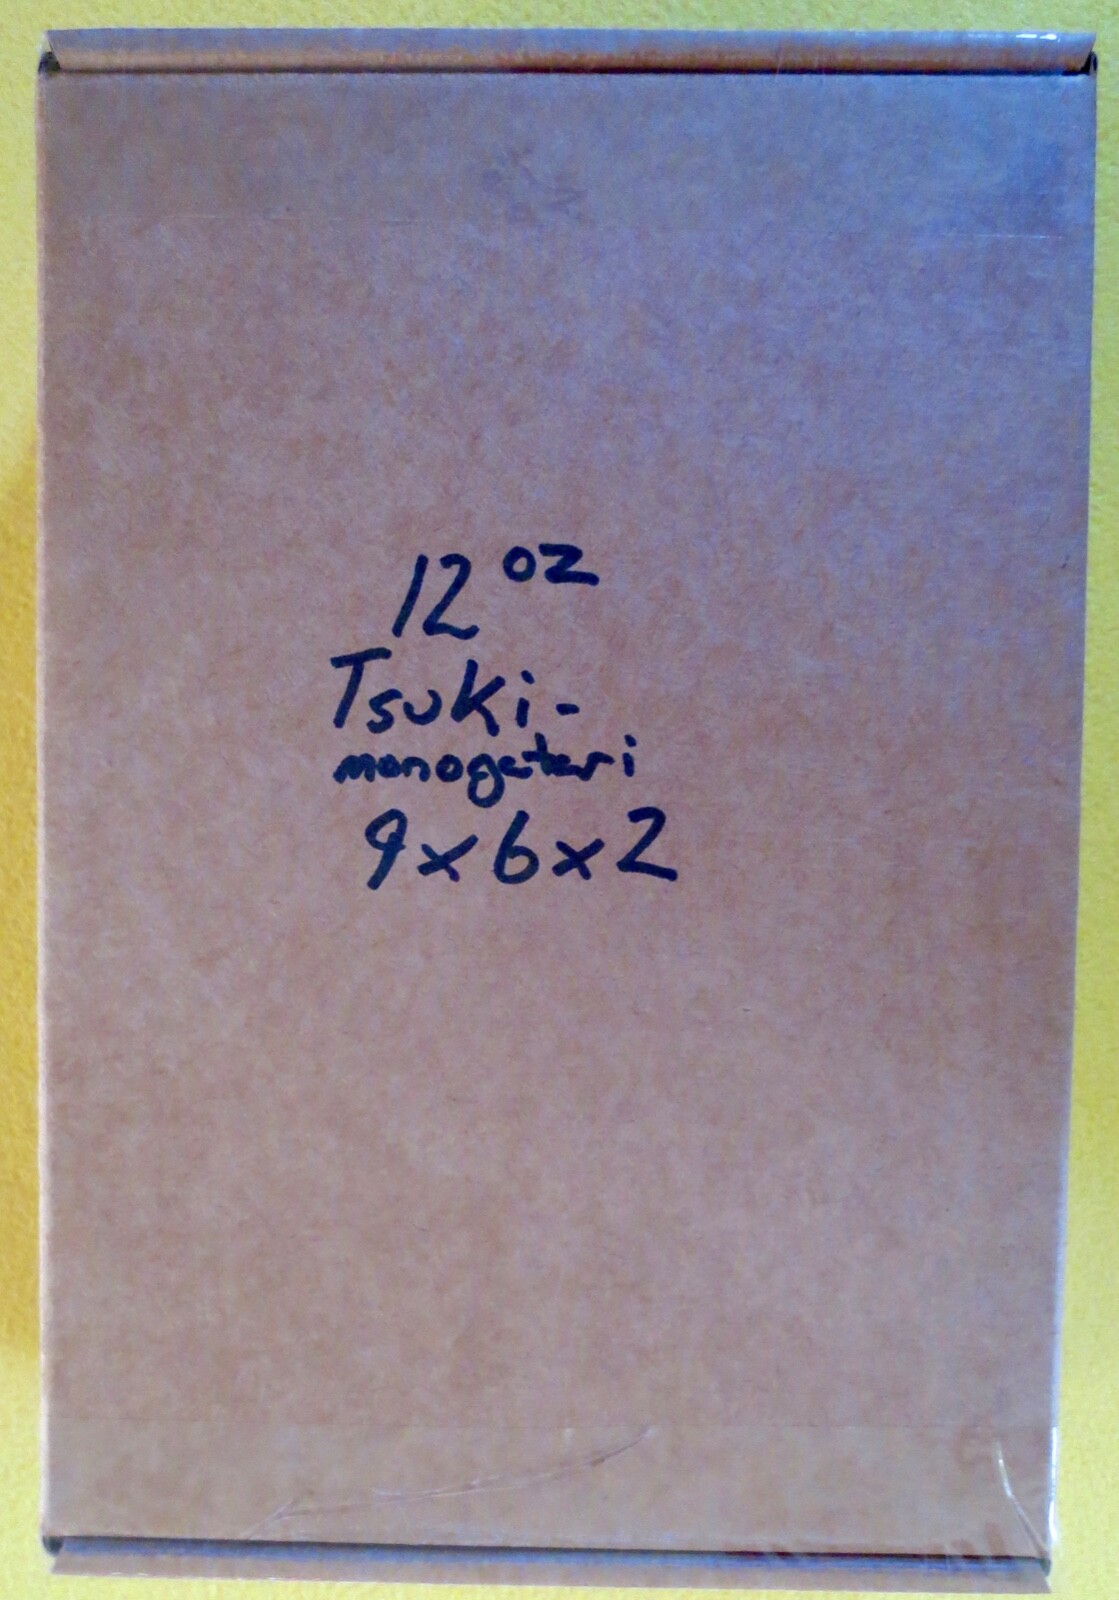 12 oz
Tsuki-
monogatari
9x6x2